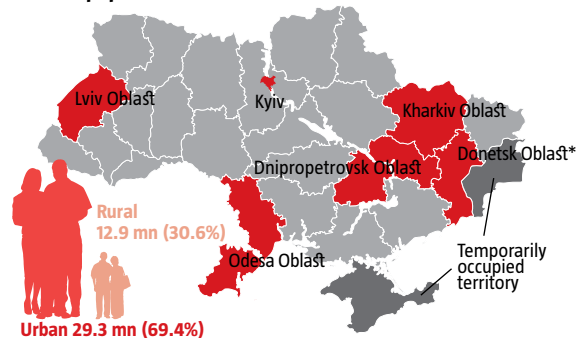 Lviv Oblast
Kyiv
Kharkiv Oblast
Dnipropetrovsk Oblast
Donetsk Oblast*
Rural
12.9 mn (30.6%)
Odesa Oblast
Temporarily
occupied
territory
Urban 29.3 mn (69.4%)